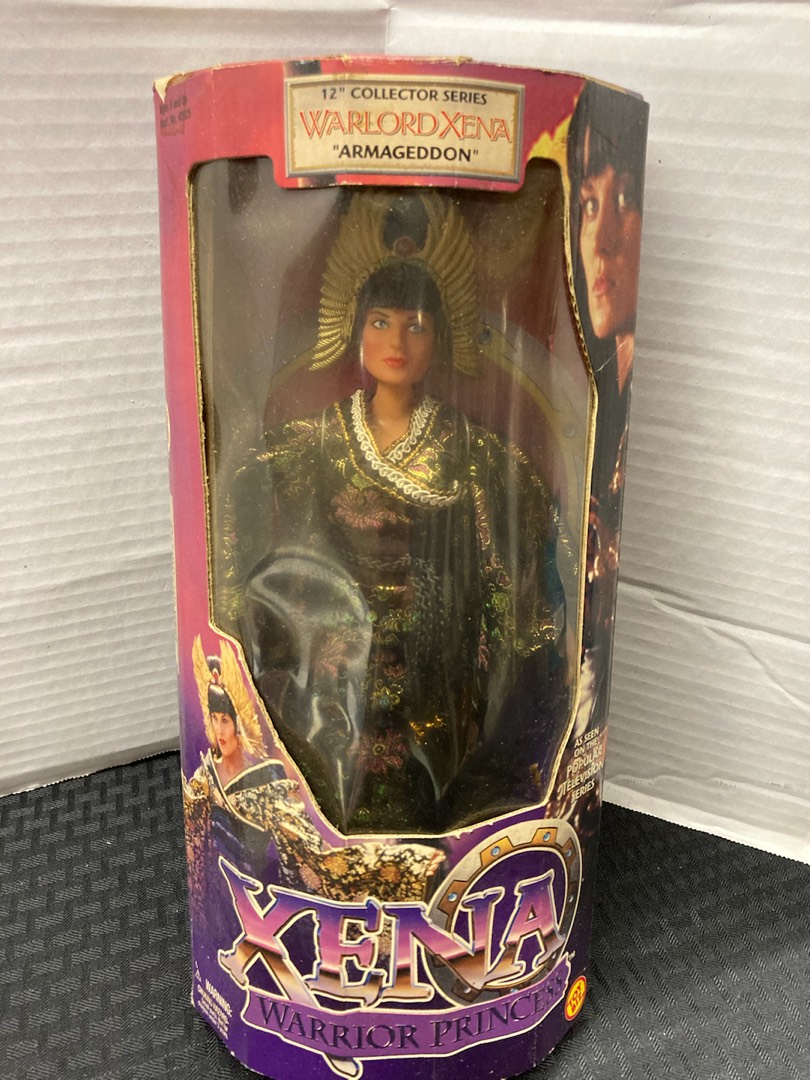 12" COLLECTOR SERIES
WARLORD XENA
"ARMAGEDDON"
AS SEEN
ON THE
POPULAR
TELEVISION
SERIES
XENA
WARRIOR PRINCESS
WARNING: